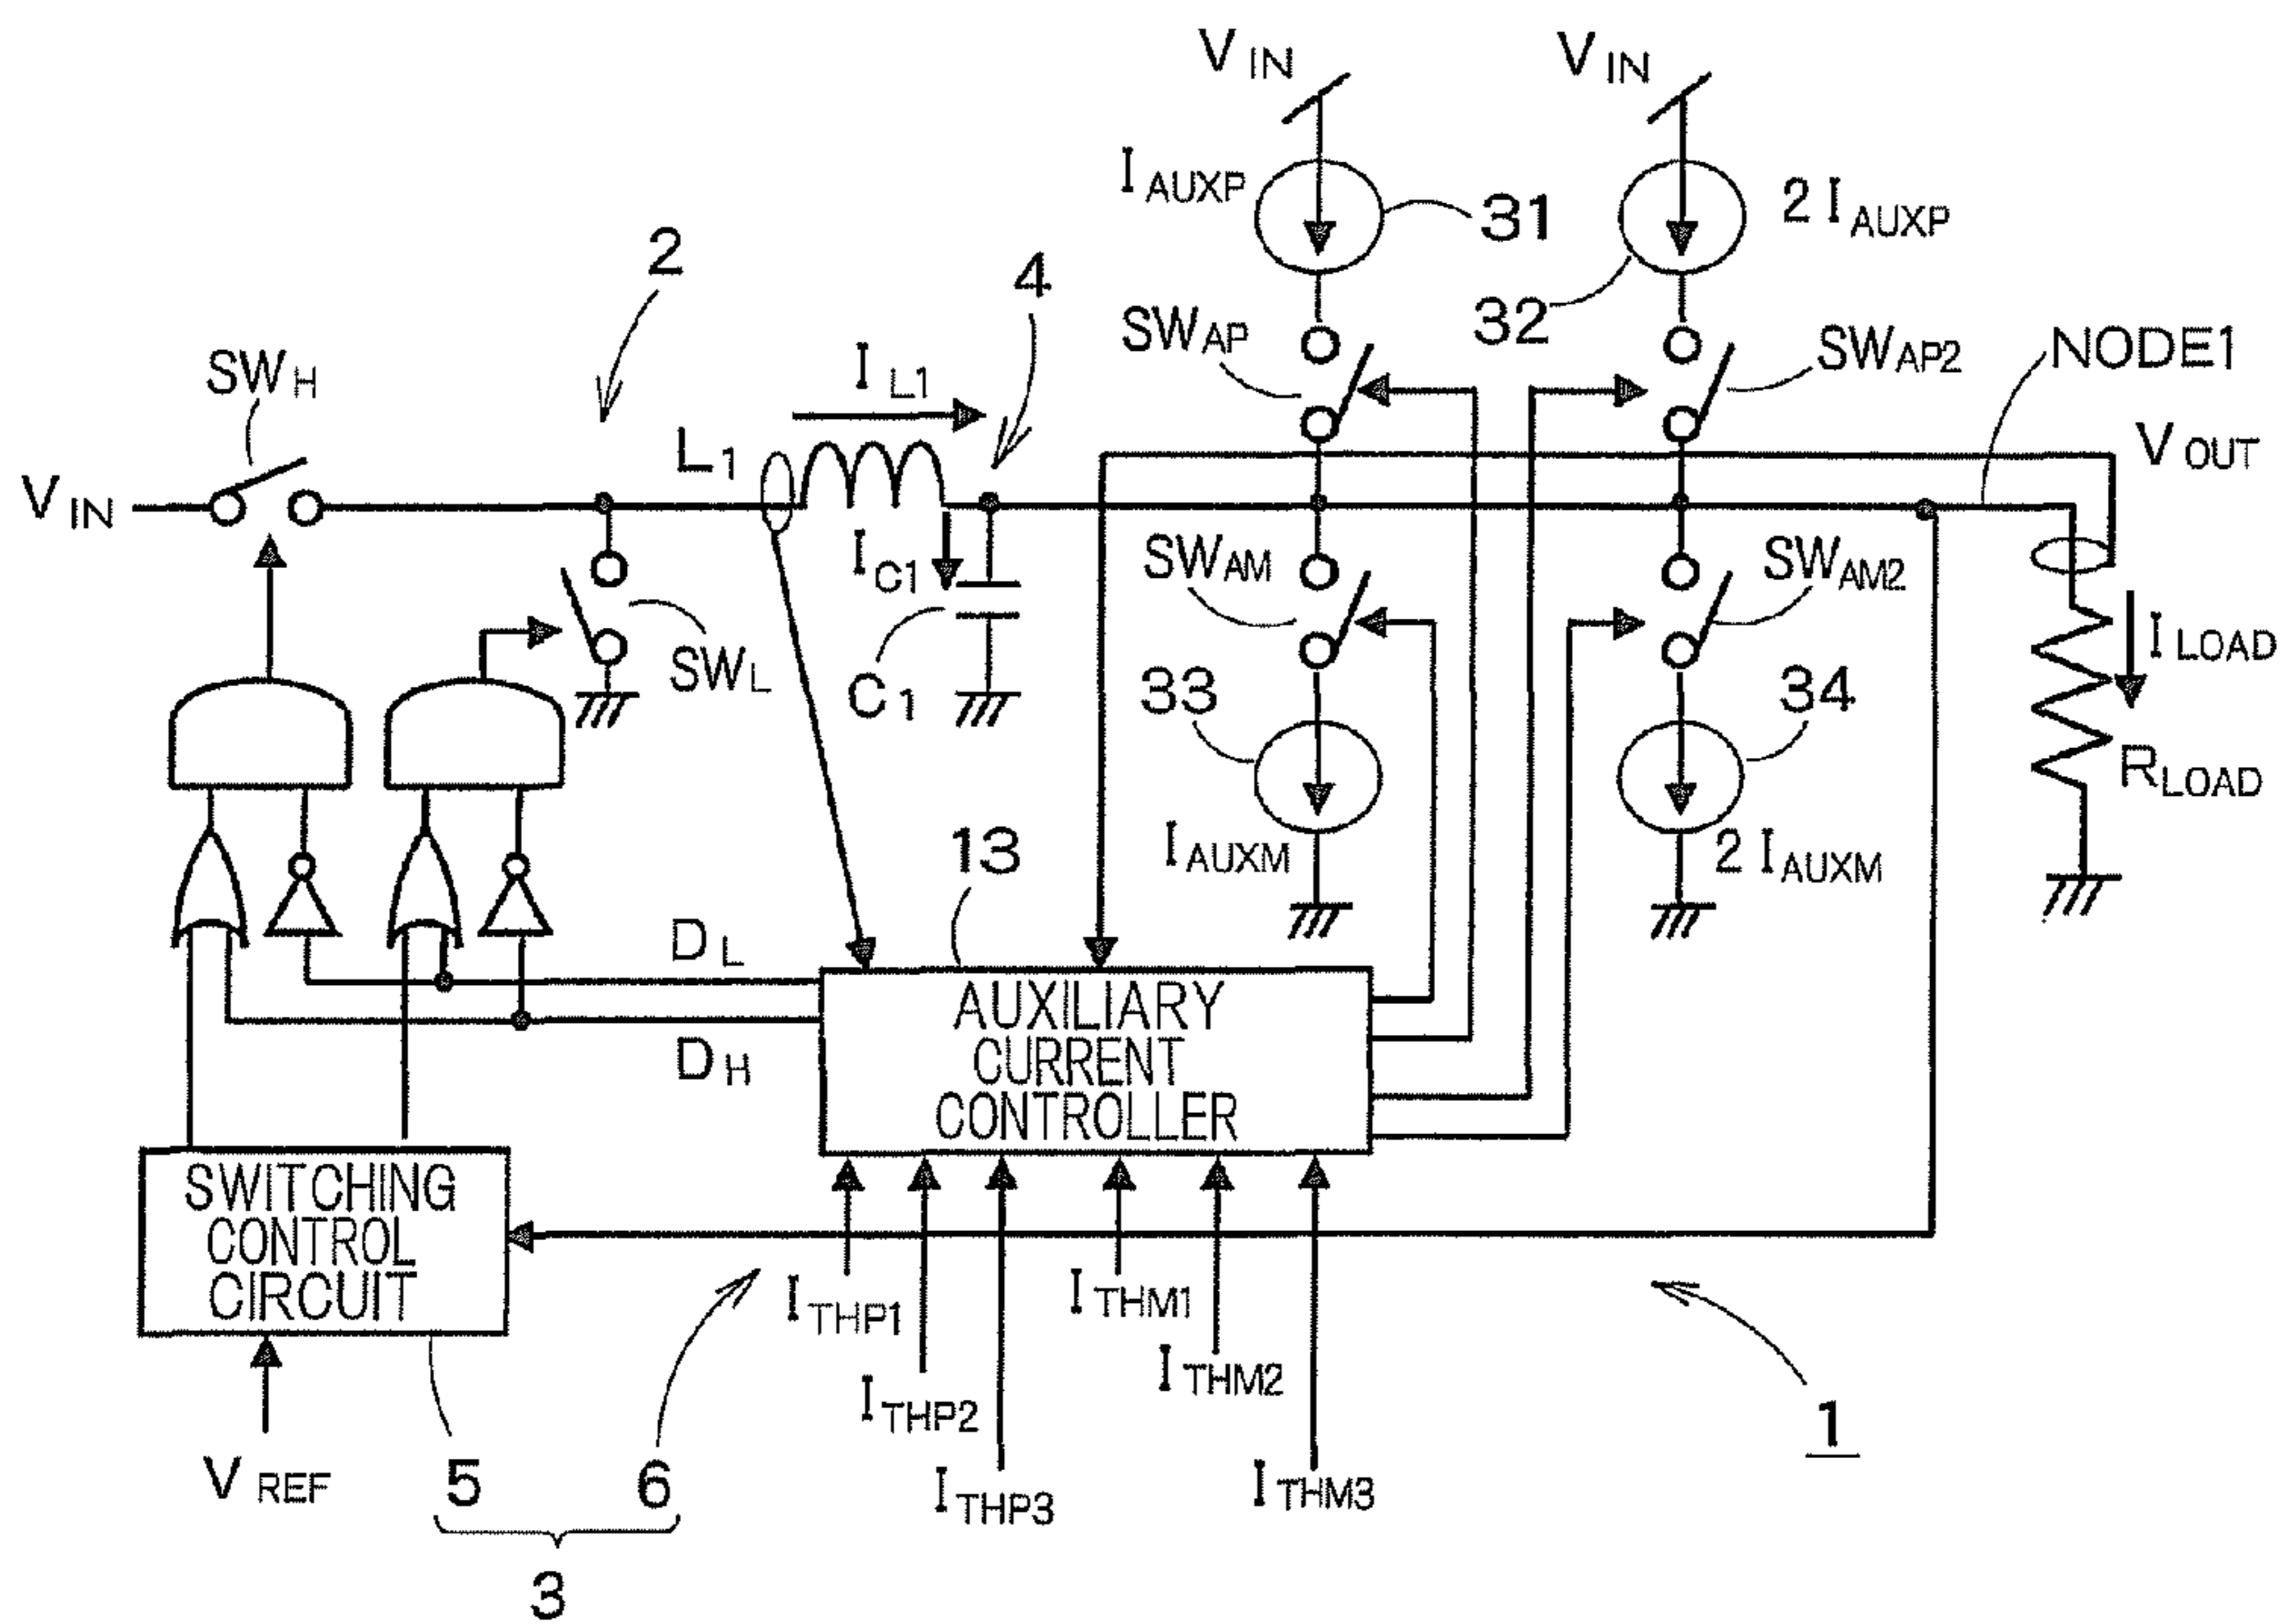 V IN
V IN
I AUXP
31
2 I AUXP
32
2
4
SW AP
SW AP2
NODE1
SW H
I L1
V OUT
L 1
V IN
I C1
SW AM
SW AM2
SW L
C 1
I LOAD
33
34
R LOAD
I AUXM
2 I AUXM
13
D L
D H
AUXILIARY
CURRENT
CONTROLLER
SWITCHING
CONTROL
CIRCUIT
I THP1
I THM1
I THP2
I THM2
I THP3
I THM3
V REF
5
6
3
1